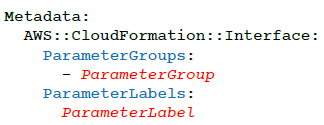 Metadata:
  AWS::CloudFormation::Interface:
    ParameterGroups:
      - ParameterGroup
    ParameterLabels:
      ParameterLabel